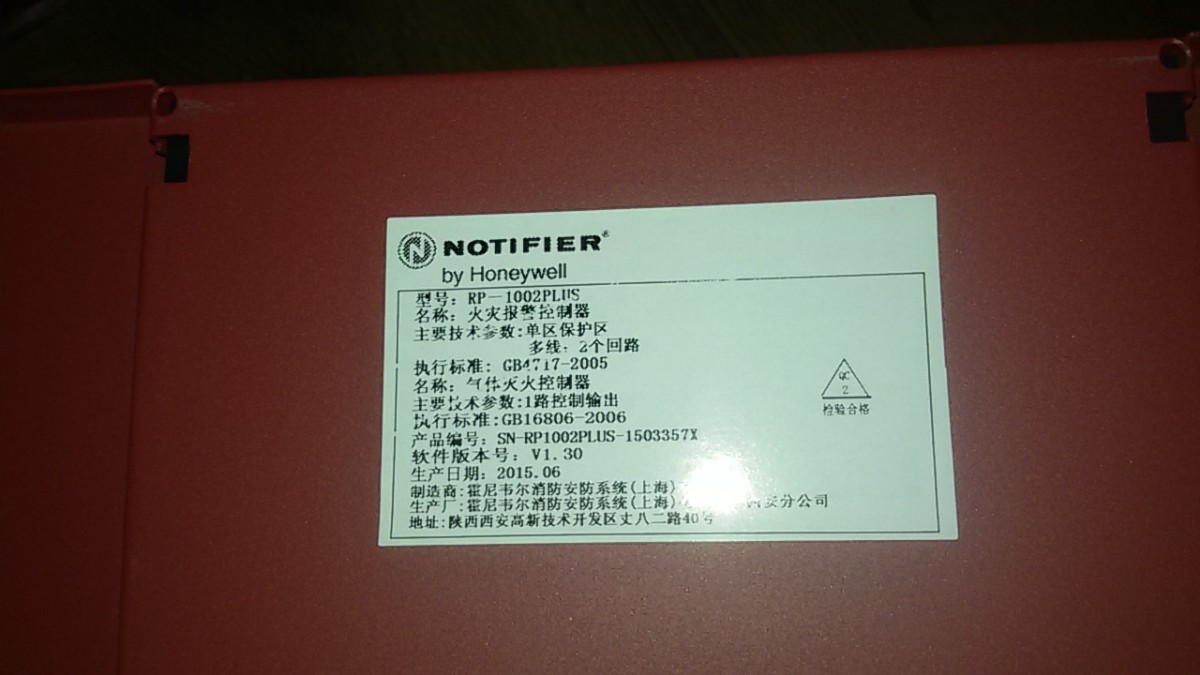 NOTIFIER®
by Honeywell
型号: RP-1002PLUS
名称: 火灾报警控制器
主要技术参数:单区保护区
多线: 2个回路
执行标准: GB4717-2005
名称: 气体灭火控制器
主要技术参数:1路控制输出
执行标准:GB16806-2006
产品编号: SN-RP1002PLUS-1503357X
软件版本号: V1.30
生产日期: 2015.06
制造商:霍尼韦尔消防安防系统(上海)
生产厂:霍尼韦尔消防安防系统(上海) 西安分公司
地址:陕西西安高新技术开发区丈八二路40号
QC
2
检验合格